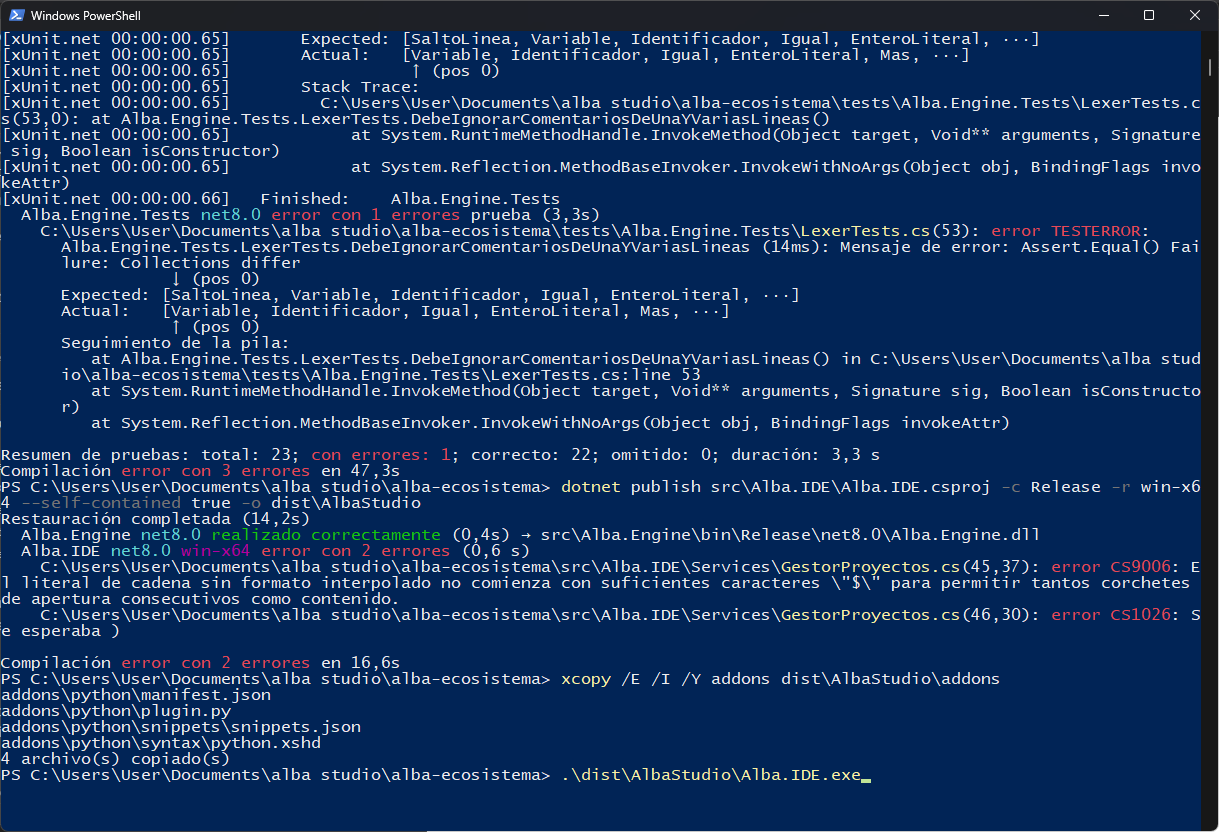 Windows PowerShell
[xUnit.net 00:00:00.65]       Expected: [SaltoLinea, Variable, Identificador, Igual, EnteroLiteral, ···]
[xUnit.net 00:00:00.65]       Actual:   [Variable, Identificador, Igual, EnteroLiteral, Mas, ···]
[xUnit.net 00:00:00.65]                  ↑ (pos 0)
[xUnit.net 00:00:00.65]       Stack Trace:
[xUnit.net 00:00:00.65]         C:\Users\User\Documents\alba studio\alba-ecosistema\tests\Alba.Engine.Tests\LexerTests.c
s(53,0): at Alba.Engine.Tests.LexerTests.DebeIgnorarComentariosDeUnaYVariasLineas()
[xUnit.net 00:00:00.65]            at System.RuntimeMethodHandle.InvokeMethod(Object target, Void** arguments, Signature
 sig, Boolean isConstructor)
[xUnit.net 00:00:00.65]            at System.Reflection.MethodBaseInvoker.InvokeWithNoArgs(Object obj, BindingFlags invo
keAttr)
[xUnit.net 00:00:00.66]   Finished:    Alba.Engine.Tests
  Alba.Engine.Tests net8.0 error con 1 errores prueba (3,3s)
    C:\Users\User\Documents\alba studio\alba-ecosistema\tests\Alba.Engine.Tests\LexerTests.cs(53): error TESTERROR:
      Alba.Engine.Tests.LexerTests.DebeIgnorarComentariosDeUnaYVariasLineas (14ms): Mensaje de error: Assert.Equal() Fai
      lure: Collections differ
                 ↓ (pos 0)
      Expected: [SaltoLinea, Variable, Identificador, Igual, EnteroLiteral, ···]
      Actual:   [Variable, Identificador, Igual, EnteroLiteral, Mas, ···]
                 ↑ (pos 0)
      Seguimiento de la pila:
         at Alba.Engine.Tests.LexerTests.DebeIgnorarComentariosDeUnaYVariasLineas() in C:\Users\User\Documents\alba stud
      io\alba-ecosistema\tests\Alba.Engine.Tests\LexerTests.cs:line 53
         at System.RuntimeMethodHandle.InvokeMethod(Object target, Void** arguments, Signature sig, Boolean isConstructo
      r)
         at System.Reflection.MethodBaseInvoker.InvokeWithNoArgs(Object obj, BindingFlags invokeAttr)
Resumen de pruebas: total: 23; con errores: 1; correcto: 22; omitido: 0; duración: 3,3 s
Compilación error con 3 errores en 47,3s
PS C:\Users\User\Documents\alba studio\alba-ecosistema> dotnet publish src\Alba.IDE\Alba.IDE.csproj -c Release -r win-x6
4 --self-contained true -o dist\AlbaStudio
Restauración completada (14,2s)
  Alba.Engine net8.0 realizado correctamente (0,4s) → src\Alba.Engine\bin\Release\net8.0\Alba.Engine.dll
  Alba.IDE net8.0 win-x64 error con 2 errores (0,6 s)
    C:\Users\User\Documents\alba studio\alba-ecosistema\src\Alba.IDE\Services\GestorProyectos.cs(45,37): error CS9006: E
l literal de cadena sin formato interpolado no comienza con suficientes caracteres \"$\" para permitir tantos corchetes
de apertura consecutivos como contenido.
    C:\Users\User\Documents\alba studio\alba-ecosistema\src\Alba.IDE\Services\GestorProyectos.cs(46,30): error CS1026: S
e esperaba )
Compilación error con 2 errores en 16,6s
PS C:\Users\User\Documents\alba studio\alba-ecosistema> xcopy /E /I /Y addons dist\AlbaStudio\addons
addons\python\manifest.json
addons\python\plugin.py
addons\python\snippets\snippets.json
addons\python\syntax\python.xshd
4 archivo(s) copiado(s)
PS C:\Users\User\Documents\alba studio\alba-ecosistema> .\dist\AlbaStudio\Alba.IDE.exe